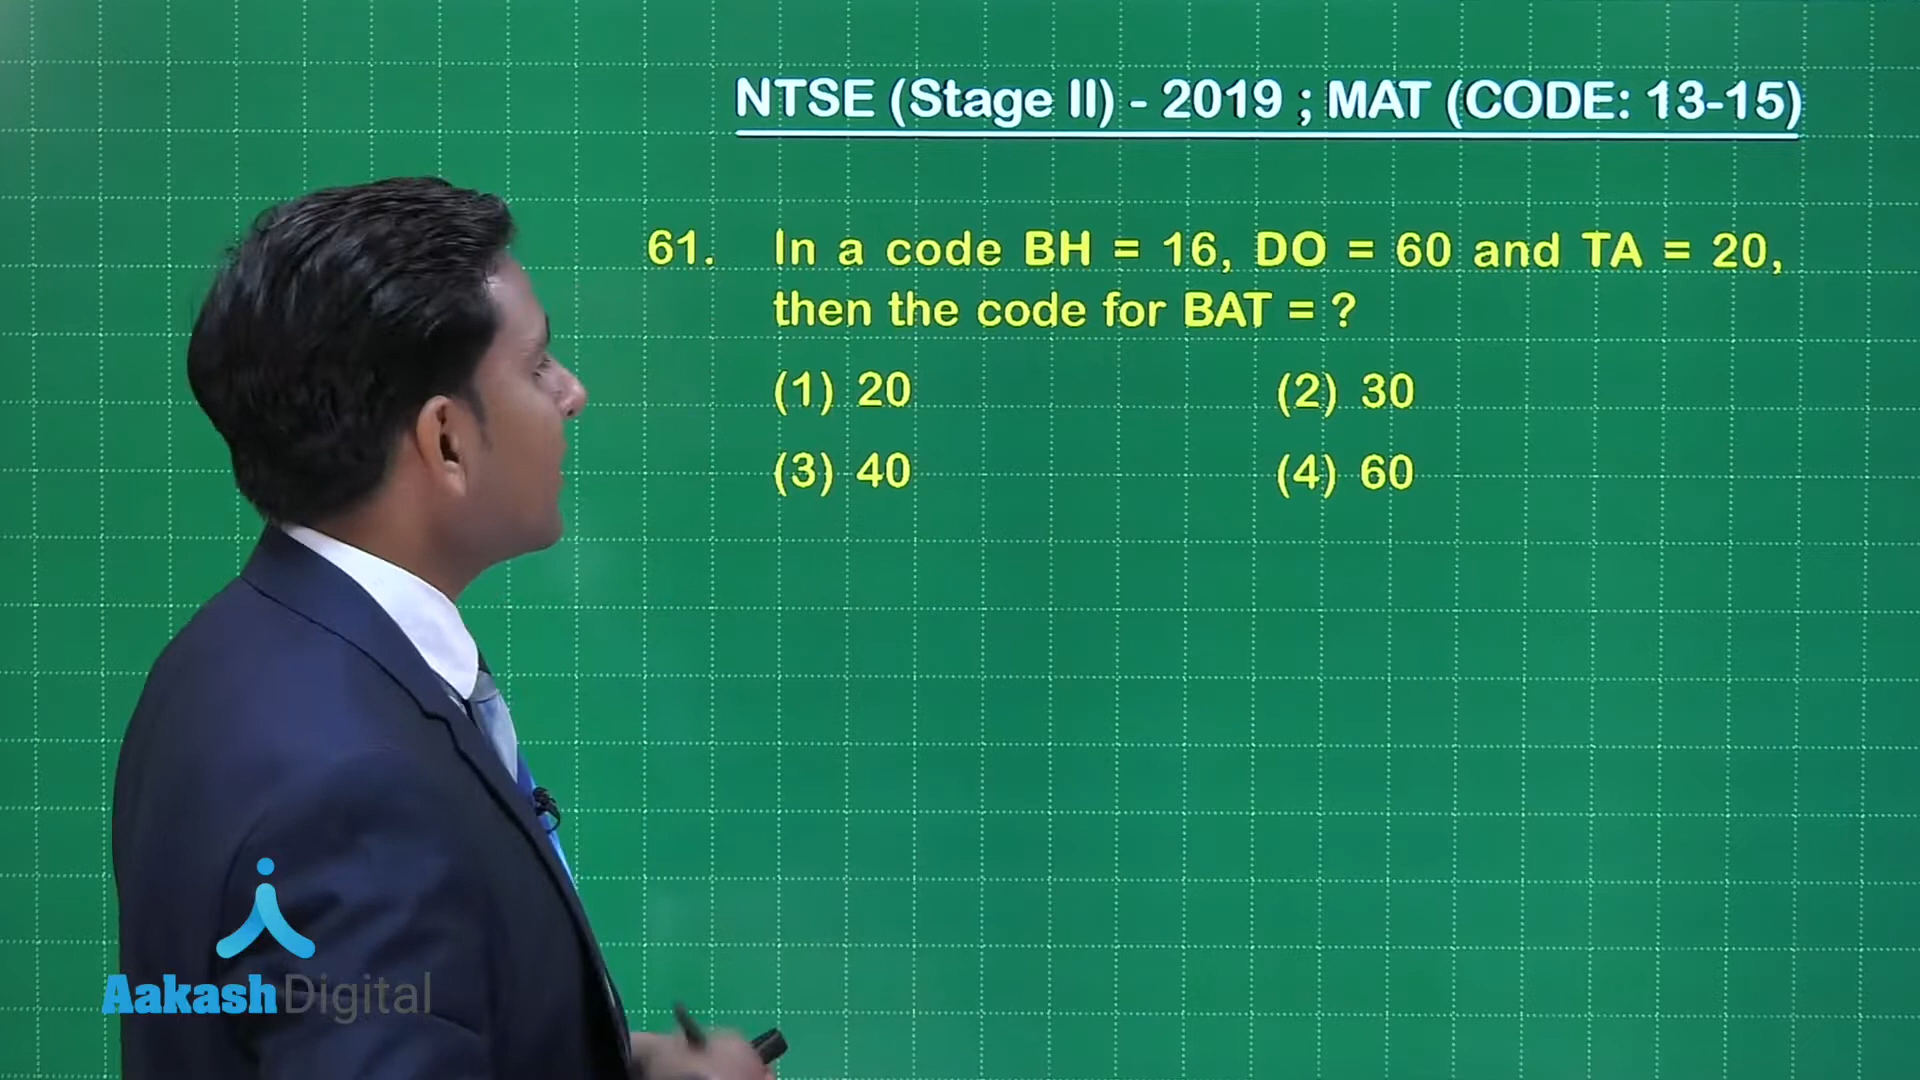 NTSE (Stage II) - 2019 ; MAT (CODE: 13-15)
61. In a code BH = 16, DO = 60 and TA = 20,
then the code for BAT = ?
(1) 20 (2) 30
(3) 40 (4) 60
Aakash Digital